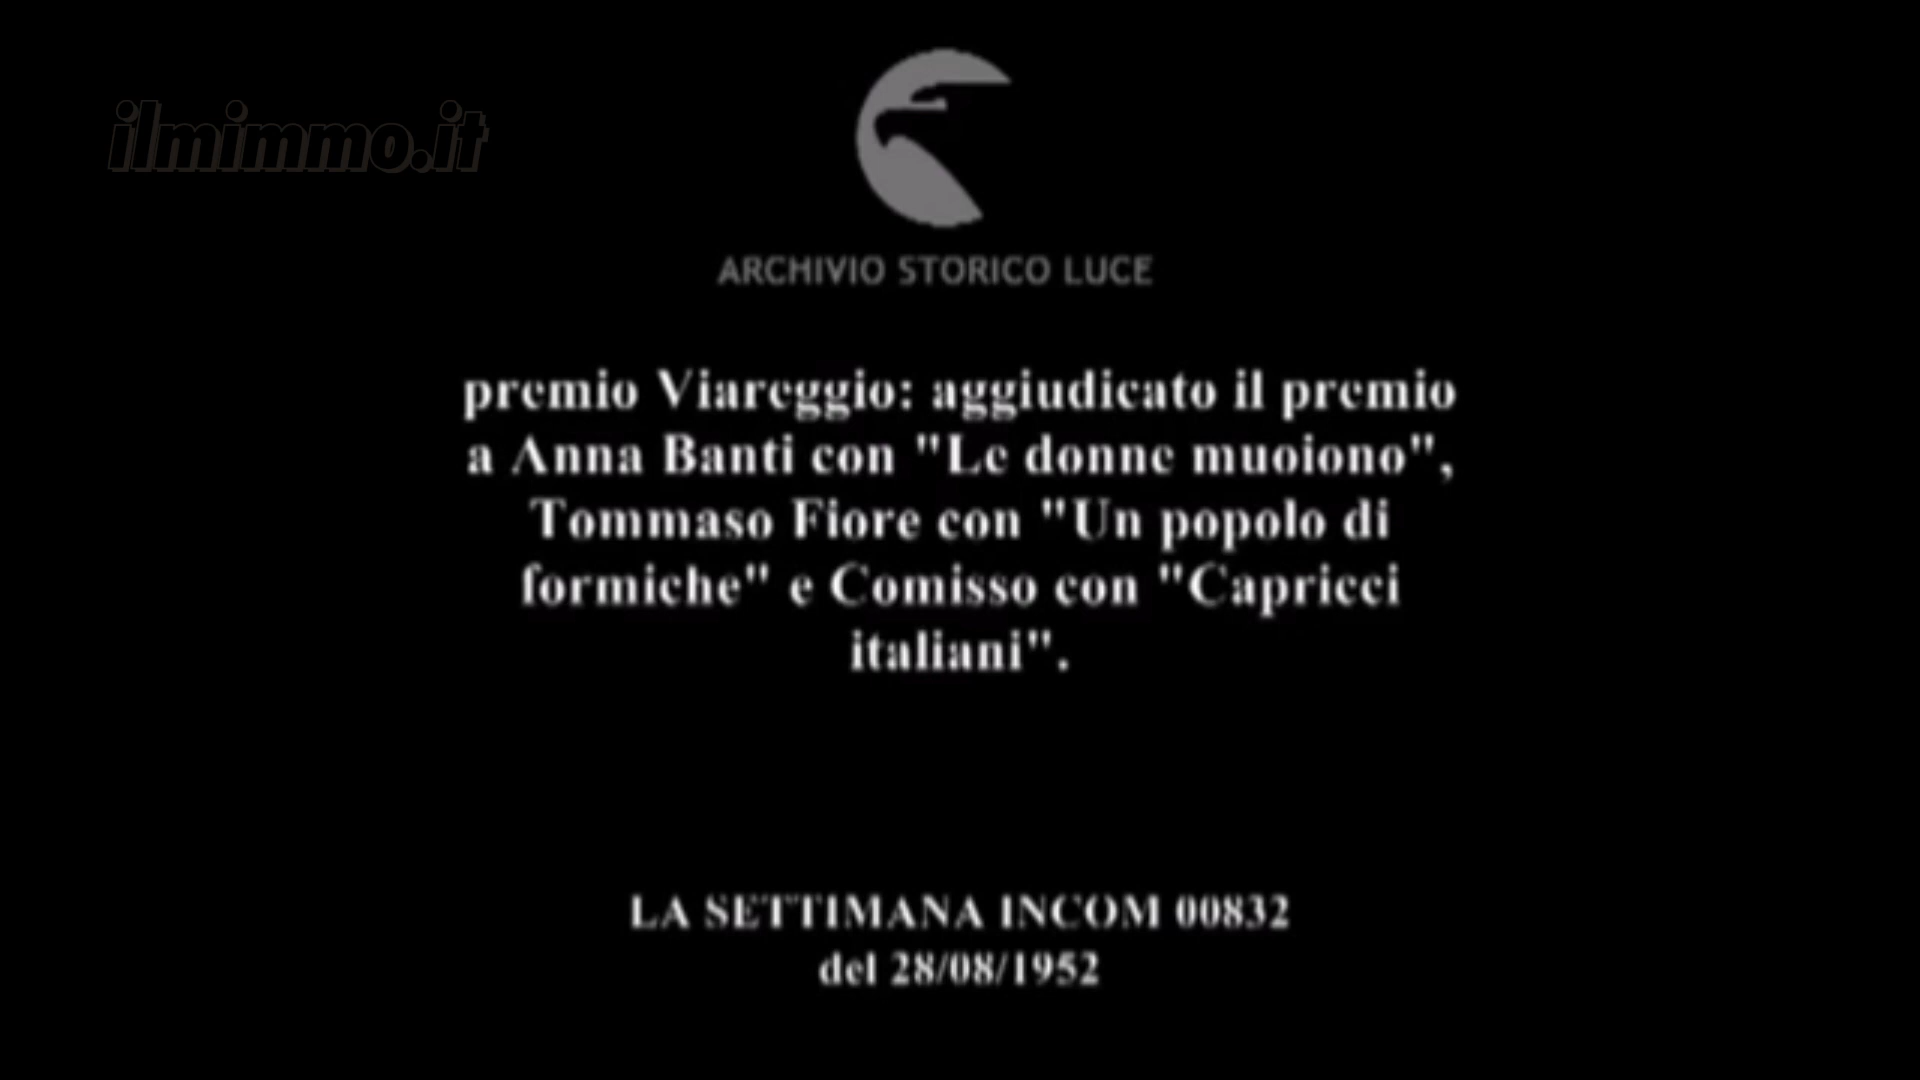 ilmimmo.it
ARCHIVIO STORICO LUCE
premio Viareggio: aggiudicato il premio
a Anna Banti con "Le donne muoiono",
Tommaso Fiore con "Un popolo di
formiche" e Comisso con "Capricci
italiani".
LA SETTIMANA INCOM 00832
del 28/08/1952